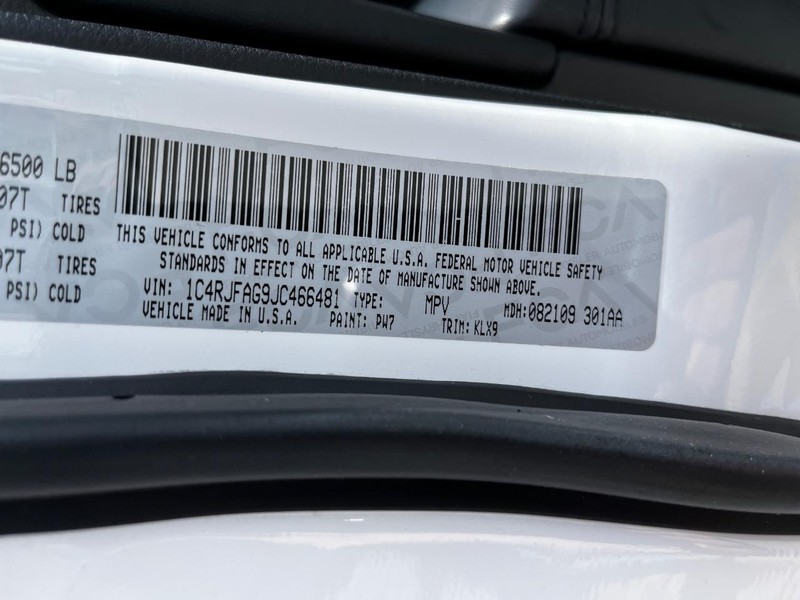 6500 LB
07T TIRES
PSI) COLD
07T TIRES
PSI) COLD
THIS VEHICLE CONFORMS TO ALL APPLICABLE U.S.A. FEDERAL MOTOR VEHICLE SAFETY
STANDARDS IN EFFECT ON THE DATE OF MANUFACTURE SHOWN ABOVE.
VIN: 1C4RJFAG9JC466481 TYPE: MPV MDH:082109 301AA
VEHICLE MADE IN U.S.A. PAINT: PW7 TRIM: KLX9